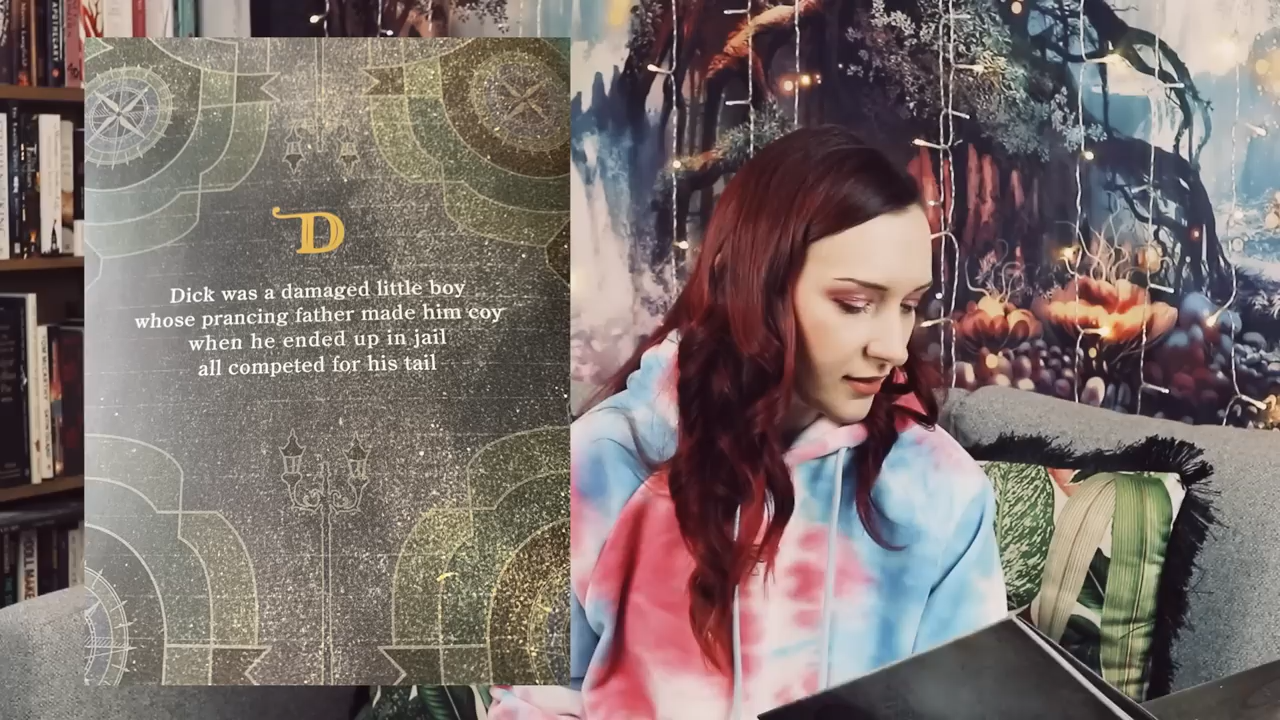 D
Dick was a damaged little boy
whose prancing father made him coy
when he ended up in jail
all competed for his tail